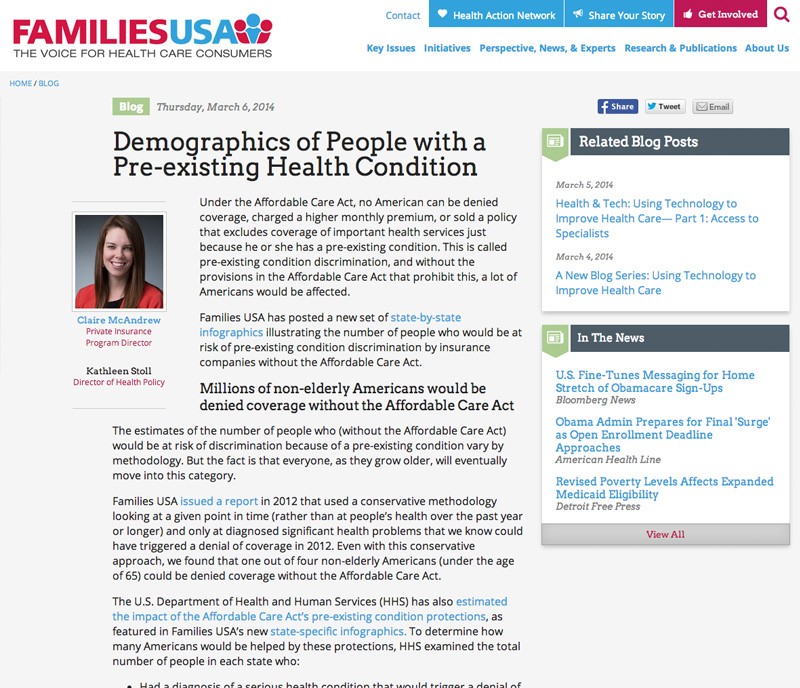 Contact
Health Action Network
Share Your Story
Get Involved
FAMILIESUSA
THE VOICE FOR HEALTH CARE CONSUMERS
Key Issues Initiatives Perspective, News, & Experts Research & Publications About Us
HOME / BLOG
Blog Thursday, March 6, 2014
Share Tweet Email
Demographics of People with a
Pre-existing Health Condition
Claire McAndrew
Private Insurance
Program Director
Kathleen Stoll
Director of Health Policy
Under the Affordable Care Act, no American can be denied
coverage, charged a higher monthly premium, or sold a policy
that excludes coverage of important health services just
because he or she has a pre-existing condition. This is called
pre-existing condition discrimination, and without the
provisions in the Affordable Care Act that prohibit this, a lot of
Americans would be affected.
Families USA has posted a new set of state-by-state
infographics illustrating the number of people who would be at
risk of pre-existing condition discrimination by insurance
companies without the Affordable Care Act.
Millions of non-elderly Americans would be
denied coverage without the Affordable Care Act
The estimates of the number of people who (without the Affordable Care Act)
would be at risk of discrimination because of a pre-existing condition vary by
methodology. But the fact is that everyone, as they grow older, will eventually
move into this category.
Families USA issued a report in 2012 that used a conservative methodology
looking at a given point in time (rather than at people's health over the past year
or longer) and only at diagnosed significant health problems that we know could
have triggered a denial of coverage in 2012. Even with this conservative
approach, we found that one out of four non-elderly Americans (under the age
of 65) could be denied coverage without the Affordable Care Act.
The U.S. Department of Health and Human Services (HHS) has also estimated
the impact of the Affordable Care Act's pre-existing condition protections, as
featured in Families USA's new state-specific infographics. To determine how
many Americans would be helped by these protections, HHS examined the total
number of people in each state who:
• Had a diagnosis of a serious health condition that would trigger a denial of
Related Blog Posts
March 5, 2014
Health & Tech: Using Technology to
Improve Health Care— Part 1: Access to
Specialists
March 4, 2014
A New Blog Series: Using Technology to
Improve Health Care
In The News
U.S. Fine-Tunes Messaging for Home
Stretch of Obamacare Sign-Ups
Bloomberg News
Obama Admin Prepares for Final 'Surge'
as Open Enrollment Deadline
Approaches
American Health Line
Revised Poverty Levels Affects Expanded
Medicaid Eligibility
Detroit Free Press
View All